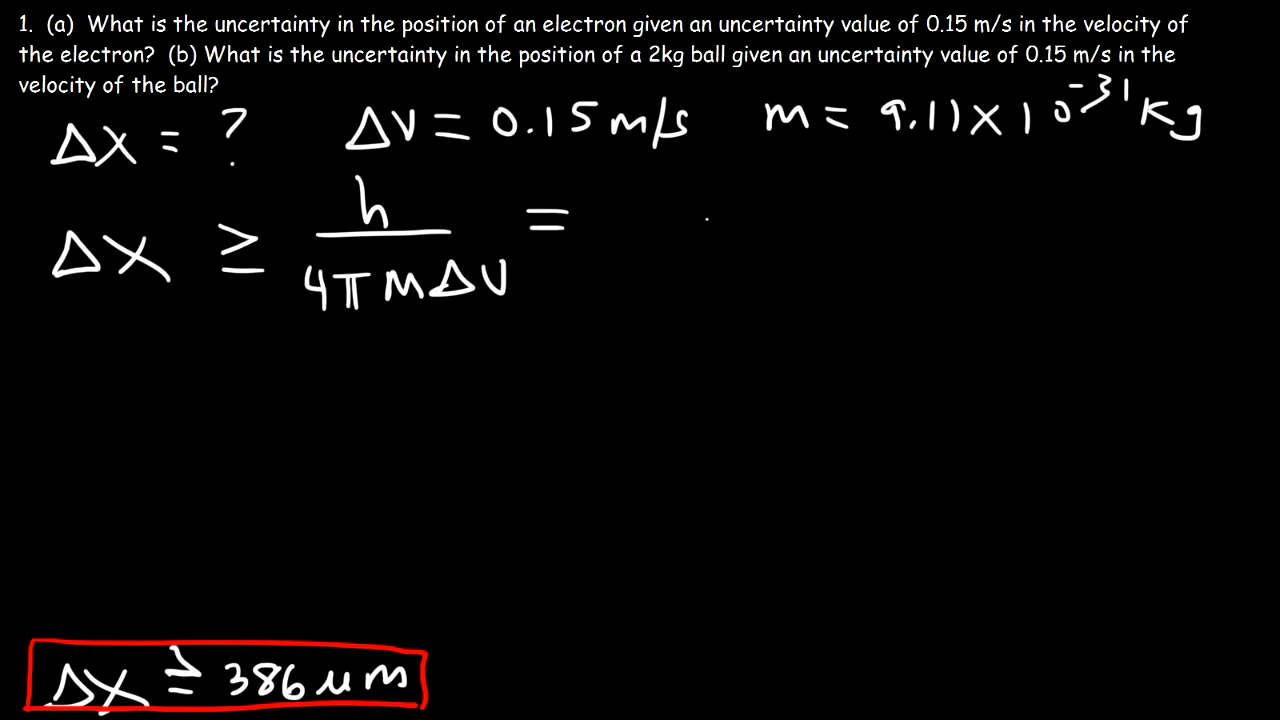 1. (a) What is the uncertainty in the position of an electron given an uncertainty value of 0.15 m/s in the velocity of
the electron? (b) What is the uncertainty in the position of a 2kg ball given an uncertainty value of 0.15 m/s in the
velocity of the ball?
Δx = ? Δv = 0.15 m/s m = 9.11 x 10^-31 kg
Δx ≥ h / 4πmΔv =
Δx ≥ 386 μm